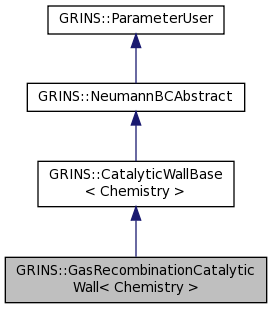 GRINS::ParameterUser
GRINS::NeumannBCAbstract
GRINS::CatalyticWallBase
< Chemistry >
GRINS::GasRecombinationCatalytic
Wall< Chemistry >